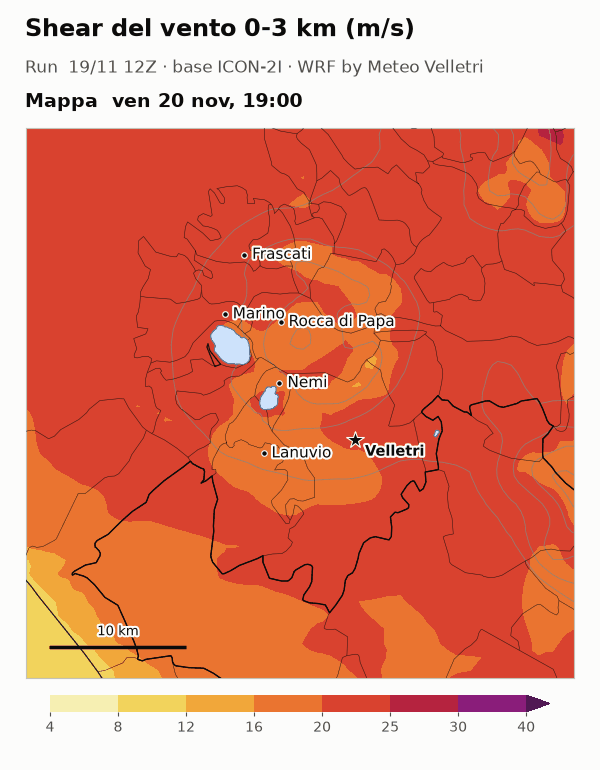 Shear del vento 0-3 km (m/s)
Run  19/11 12Z · base ICON-2I · WRF by Meteo Velletri
Mappa  ven 20 nov, 19:00
Frascati
Marino
Rocca di Papa
Nemi
Velletri
Lanuvio
10 km
4 8 12 16 20 25 30 40